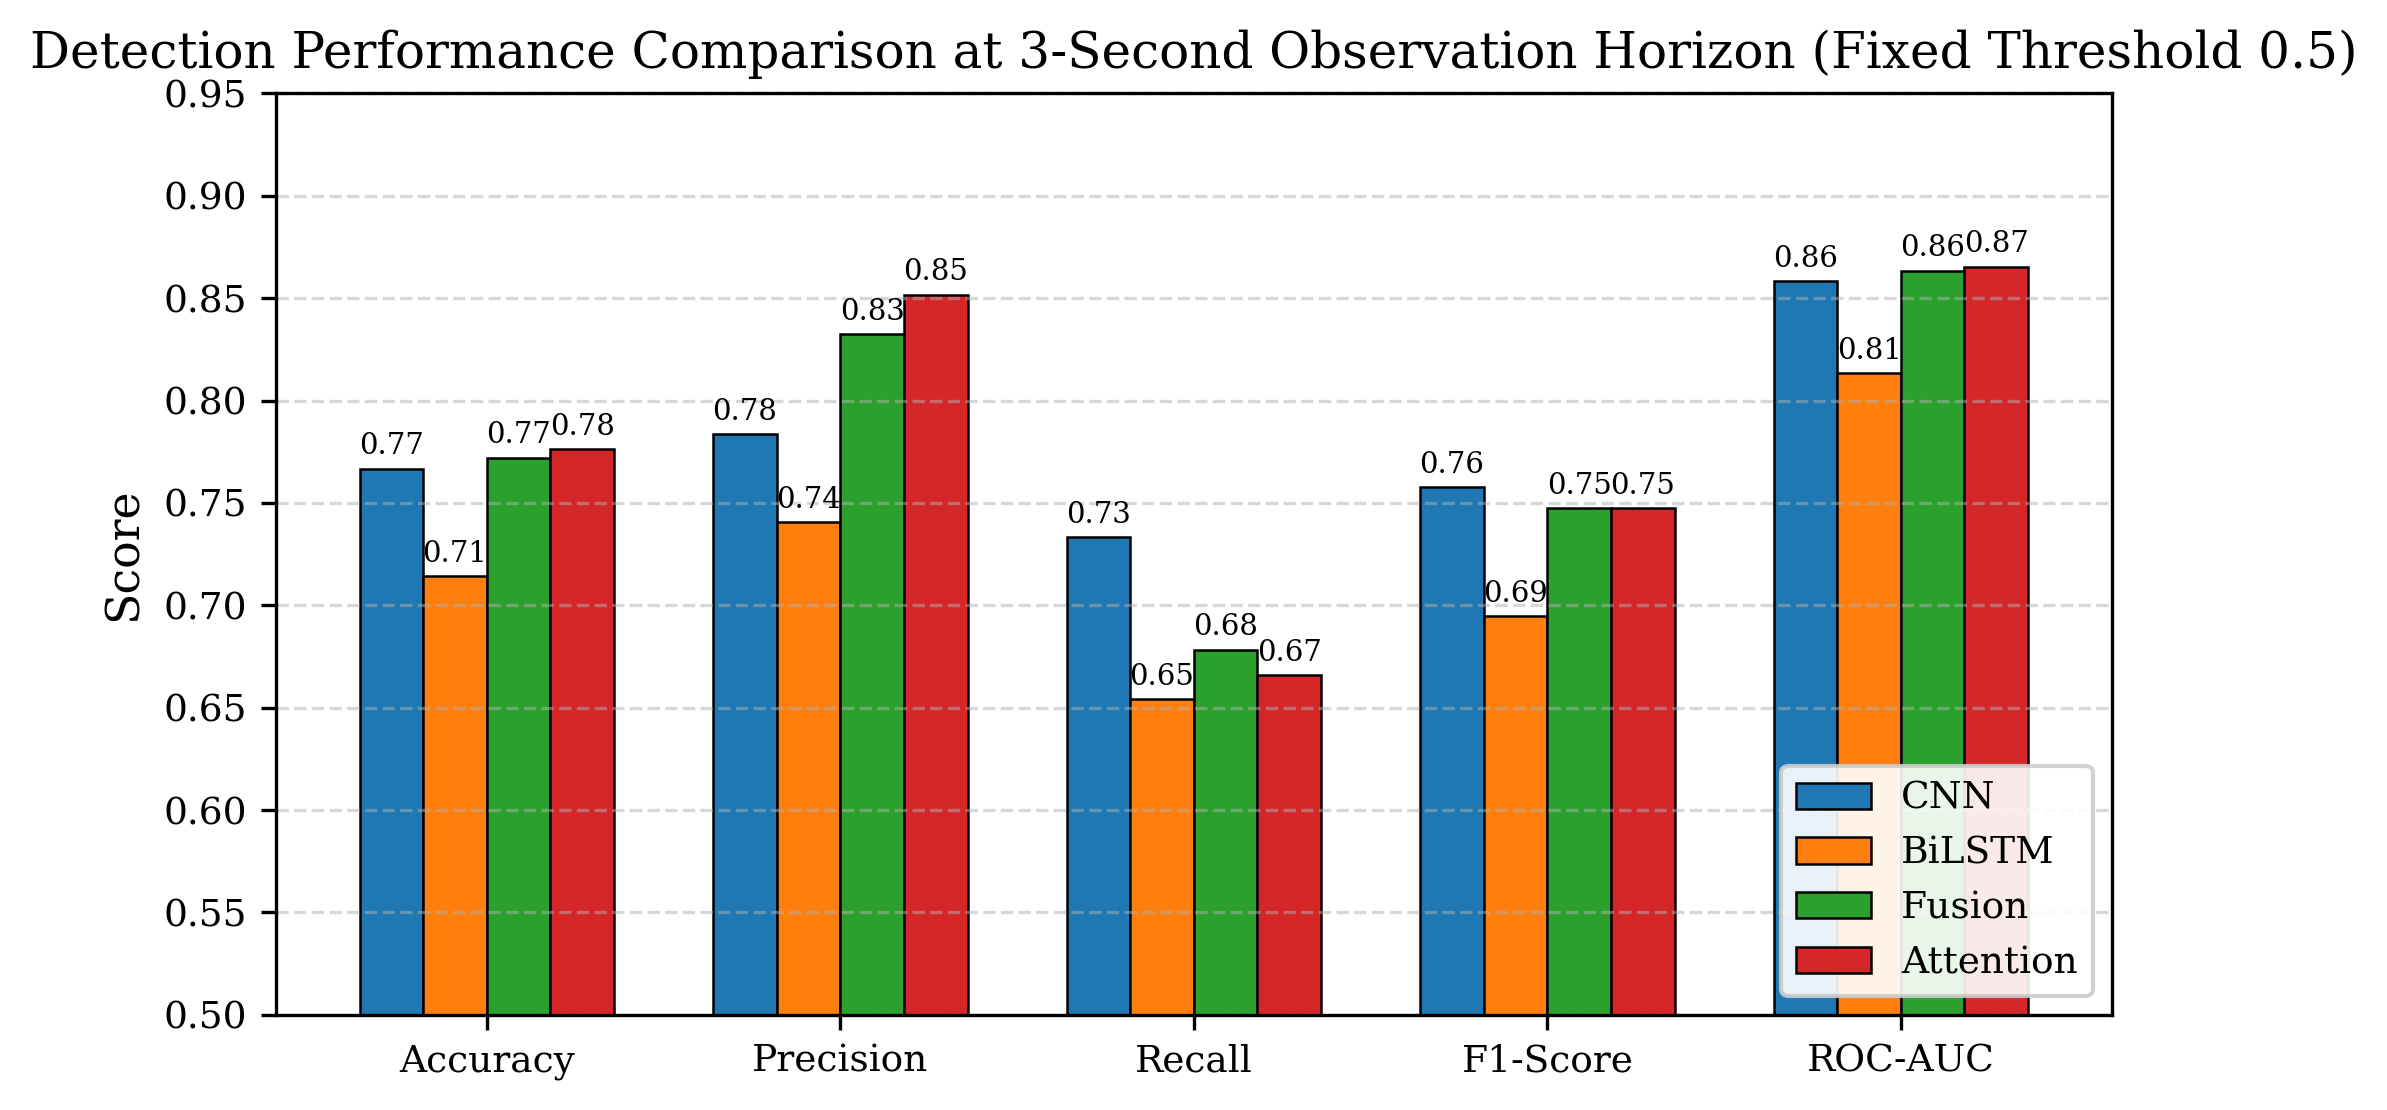 Detection Performance Comparison at 3-Second Observation Horizon (Fixed Threshold 0.5)
Score
0.95
0.90
0.85
0.80
0.75
0.70
0.65
0.60
0.55
0.50
0.77 0.71 0.77 0.78
0.78 0.74 0.83 0.85
0.73 0.65 0.68 0.67
0.76 0.69 0.75 0.75
0.86 0.81 0.86 0.87
Accuracy Precision Recall F1-Score ROC-AUC
CNN
BiLSTM
Fusion
Attention